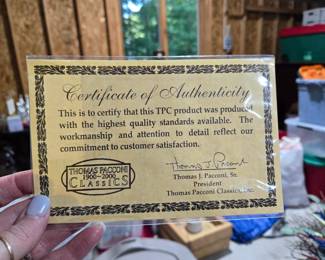 Certificate of Authenticity
This is to certify that this TPC product was produced
with the highest quality standards available. The
workmanship and attention to detail reflect our
commitment to customer satisfaction.
THOMAS PACCONI
1900-2000
CLASSICS
Thomas J. Pacconi
Thomas J. Pacconi, Sr.
President
Thomas Pacconi Classics, Inc.